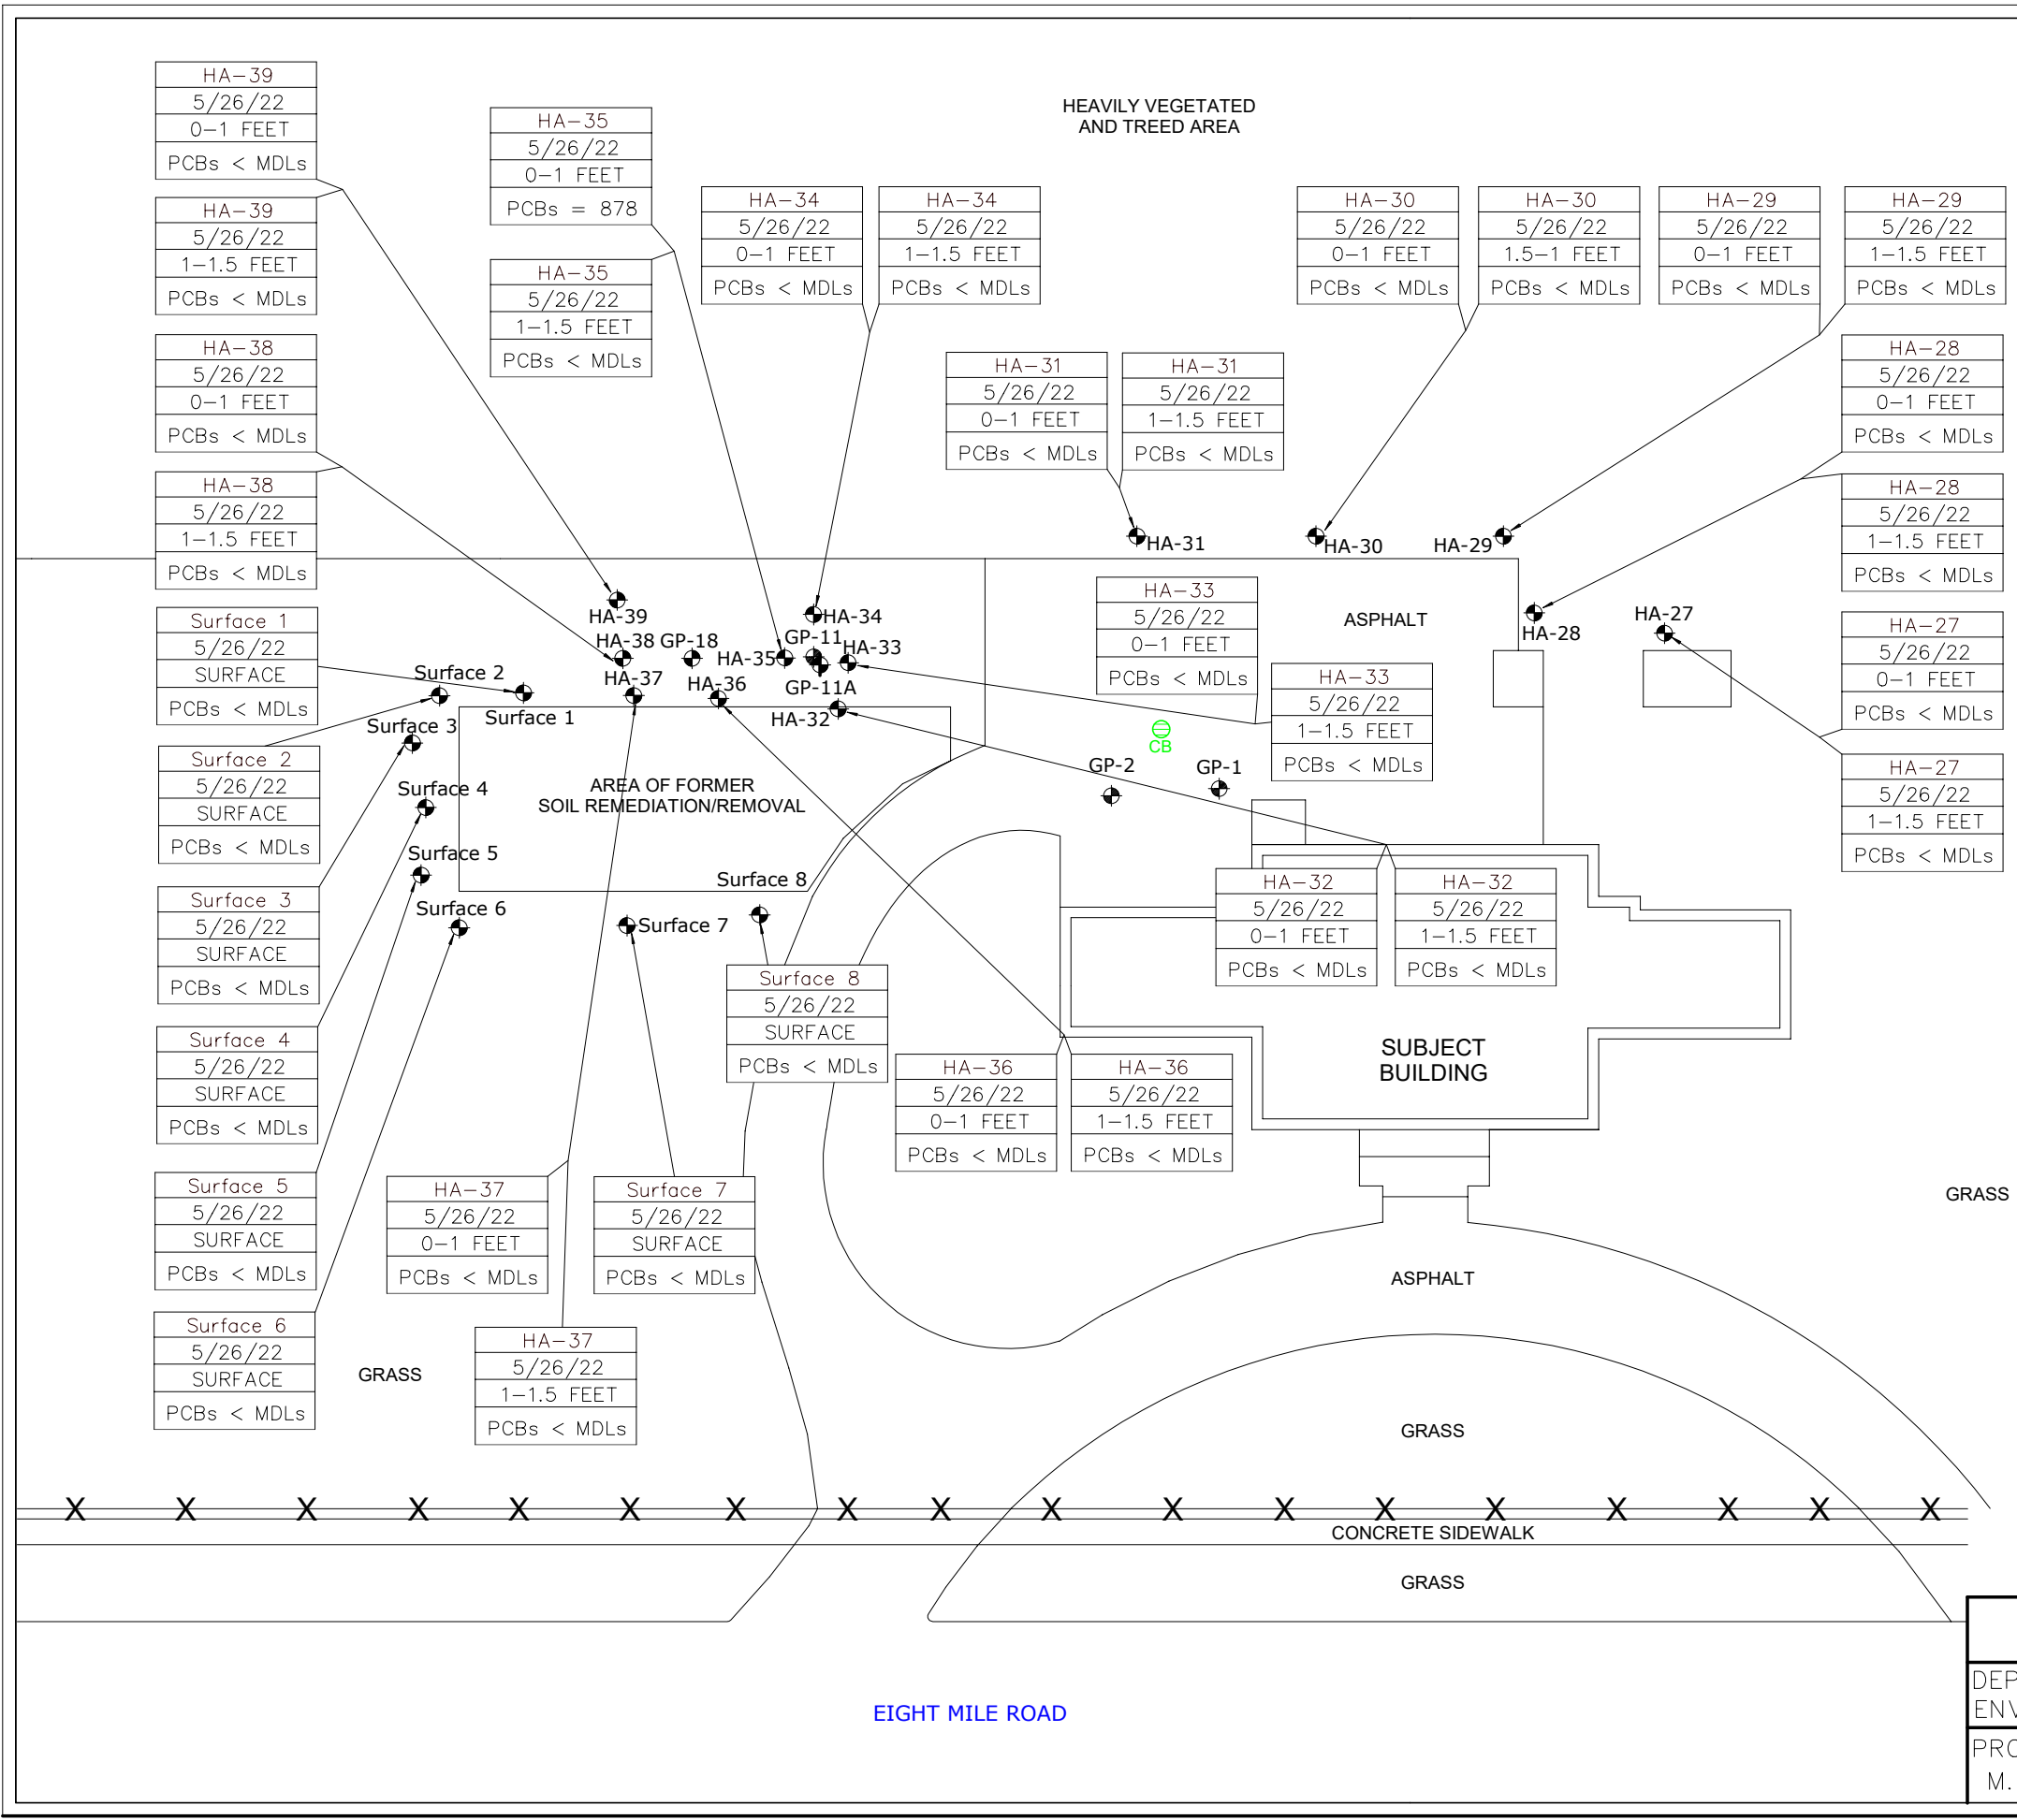 HEAVILY VEGETATED
AND TREED AREA
HA-39
5/26/22
0-1 FEET
PCBs < MDLs
HA-39
5/26/22
1-1.5 FEET
PCBs < MDLs
HA-38
5/26/22
0-1 FEET
PCBs < MDLs
HA-38
5/26/22
1-1.5 FEET
PCBs < MDLs
HA-35
5/26/22
0-1 FEET
PCBs = 878
HA-35
5/26/22
1-1.5 FEET
PCBs < MDLs
HA-34
5/26/22
0-1 FEET
PCBs < MDLs
HA-34
5/26/22
1-1.5 FEET
PCBs < MDLs
HA-31
5/26/22
0-1 FEET
PCBs < MDLs
HA-31
5/26/22
1-1.5 FEET
PCBs < MDLs
HA-30
5/26/22
0-1 FEET
PCBs < MDLs
HA-30
5/26/22
1.5-1 FEET
PCBs < MDLs
HA-29
5/26/22
0-1 FEET
PCBs < MDLs
HA-29
5/26/22
1-1.5 FEET
PCBs < MDLs
HA-28
5/26/22
0-1 FEET
PCBs < MDLs
HA-28
5/26/22
1-1.5 FEET
PCBs < MDLs
HA-27
5/26/22
0-1 FEET
PCBs < MDLs
HA-27
5/26/22
1-1.5 FEET
PCBs < MDLs
HA-31
HA-30
HA-29
HA-28
HA-27
HA-39
HA-38
GP-18
HA-34
GP-11
HA-33
HA-35
HA-37
HA-36
GP-11A
HA-32
ASPHALT
HA-33
5/26/22
0-1 FEET
PCBs < MDLs
HA-33
5/26/22
1-1.5 FEET
PCBs < MDLs
CB
GP-2
GP-1
Surface 1
5/26/22
SURFACE
PCBs < MDLs
Surface 2
5/26/22
SURFACE
PCBs < MDLs
Surface 3
5/26/22
SURFACE
PCBs < MDLs
Surface 4
5/26/22
SURFACE
PCBs < MDLs
Surface 5
5/26/22
SURFACE
PCBs < MDLs
Surface 6
5/26/22
SURFACE
PCBs < MDLs
Surface 2
Surface 1
Surface 3
Surface 4
Surface 5
Surface 6
Surface 7
Surface 8
AREA OF FORMER
SOIL REMEDIATION/REMOVAL
Surface 8
5/26/22
SURFACE
PCBs < MDLs
HA-32
5/26/22
0-1 FEET
PCBs < MDLs
HA-32
5/26/22
1-1.5 FEET
PCBs < MDLs
HA-36
5/26/22
0-1 FEET
PCBs < MDLs
HA-36
5/26/22
1-1.5 FEET
PCBs < MDLs
SUBJECT
BUILDING
HA-37
5/26/22
0-1 FEET
PCBs < MDLs
Surface 7
5/26/22
SURFACE
PCBs < MDLs
HA-37
5/26/22
1-1.5 FEET
PCBs < MDLs
GRASS
GRASS
ASPHALT
GRASS
X X X X X X X X X X X X X X X X X X
CONCRETE SIDEWALK
GRASS
EIGHT MILE ROAD
DEP
ENV
PRO
M.